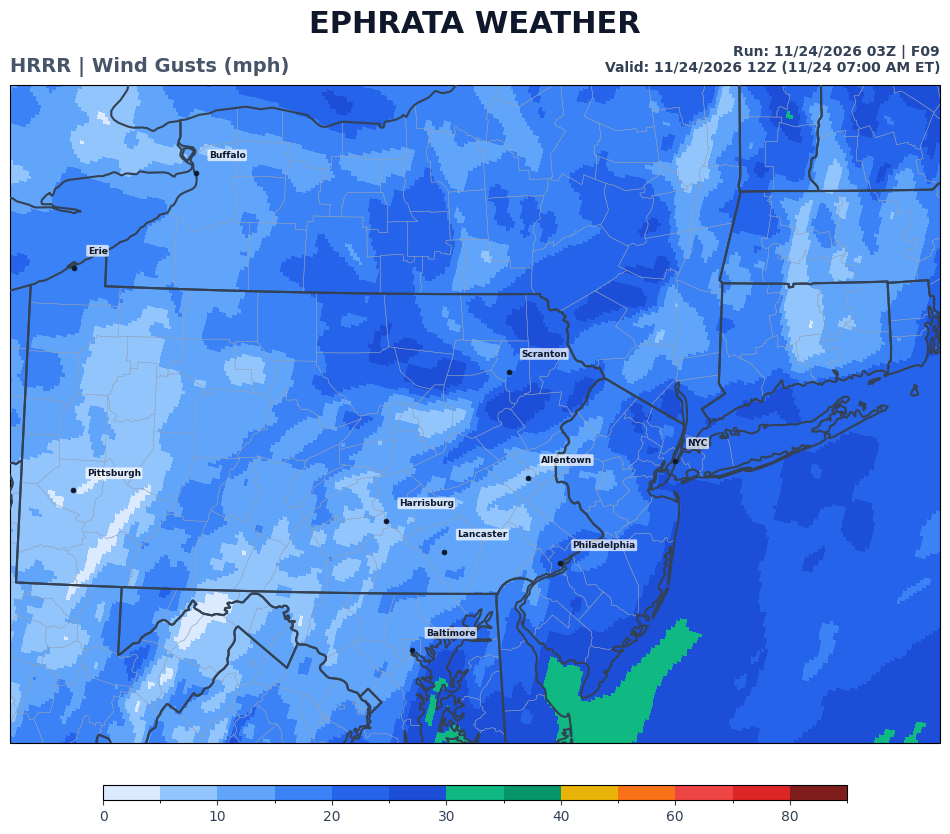 EPHRATA WEATHER
HRRR | Wind Gusts (mph)
Run: 11/24/2026 03Z | F09
Valid: 11/24/2026 12Z (11/24 07:00 AM ET)
Buffalo
Erie
Scranton
NYC
Allentown
Pittsburgh
Harrisburg
Lancaster
Philadelphia
Baltimore
0 10 20 30 40 60 80